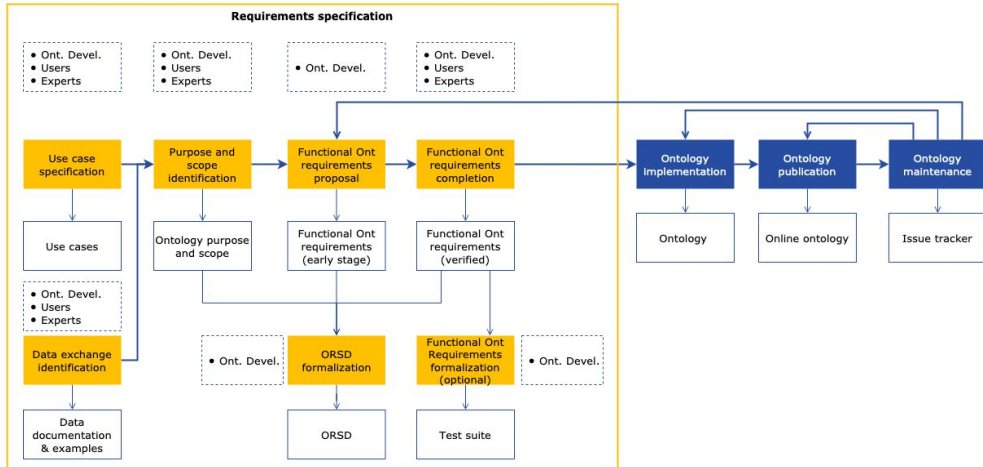 Requirements specification
• Ont. Devel.
• Users
• Experts
• Ont. Devel.
• Users
• Experts
• Ont. Devel.
• Ont. Devel.
• Users
• Experts
Use case
specification
Purpose and
scope
identification
Functional Ont
requirements
proposal
Functional Ont
requirements
completion
Ontology
implementation
Ontology
publication
Ontology
maintenance
Use cases
Ontology purpose
and scope
Functional Ont
requirements
(early stage)
Functional Ont
requirements
(verified)
Ontology
Online ontology
Issue tracker
• Ont. Devel.
• Users
• Experts
Data exchange
identification
• Ont. Devel.
ORSD
formalization
Functional Ont
Requirements
formalization
(optional)
• Ont. Devel.
Data
documentation
& examples
ORSD
Test suite